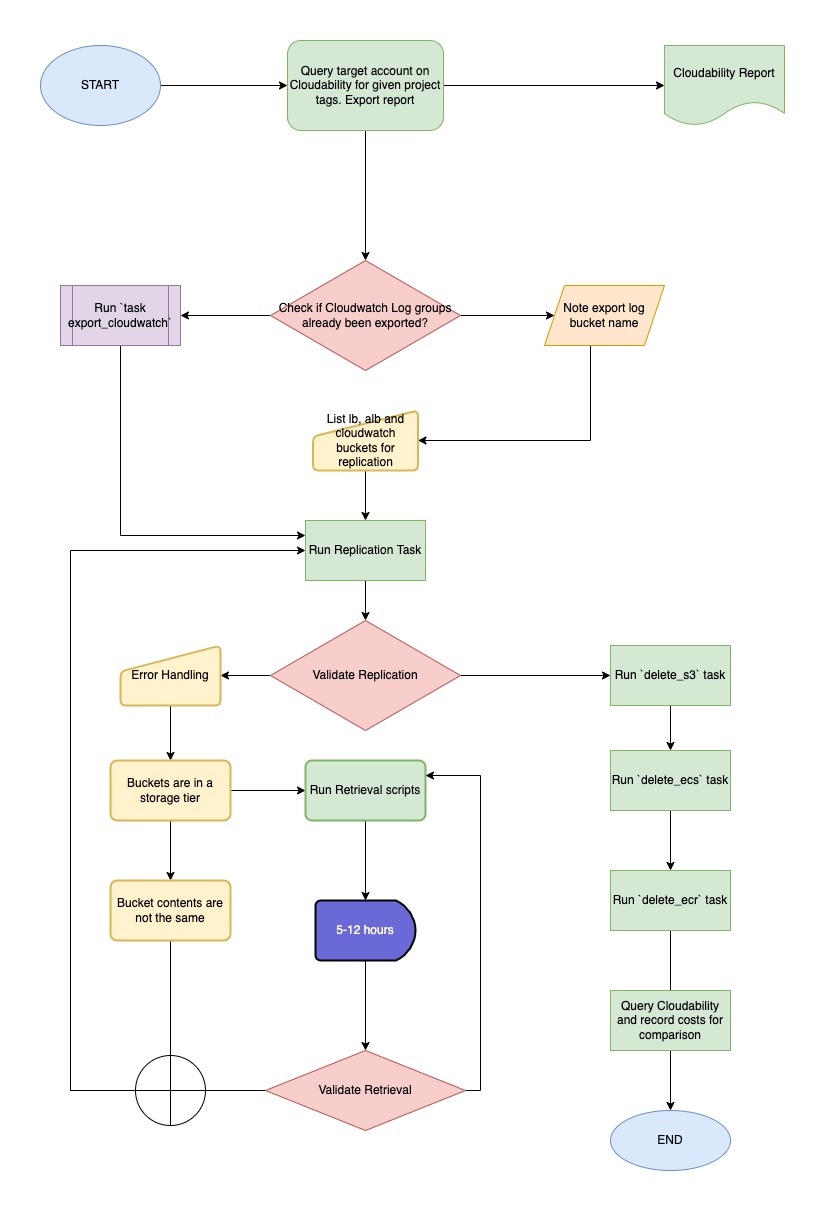 START
Query target account on
Cloudability for given project
tags. Export report
Cloudability Report
Run `task
export_cloudwatch`
Check if Cloudwatch Log groups
already been exported?
Note export log
bucket name
List lb, alb and
cloudwatch
buckets for
replication
Run Replication Task
Error Handling
Validate Replication
Run `delete_s3` task
Buckets are in a
storage tier
Run Retrieval scripts
Run `delete_ecs` task
Bucket contents are
not the same
5-12 hours
Run `delete_ecr` task
Query Cloudability
and record costs for
comparison
Validate Retrieval
END